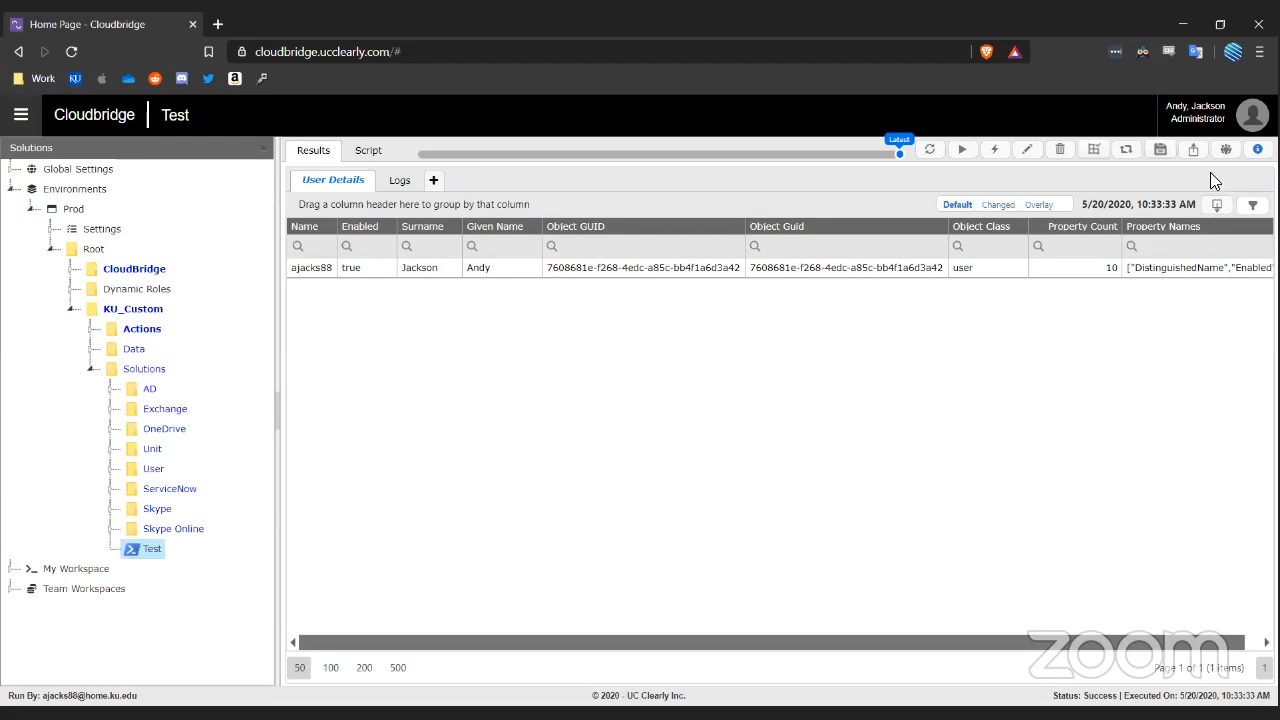 Home Page - Cloudbridge
cloudbridge.ucclearly.com/#
Work
KU
Cloudbridge
Test
Andy, Jackson
Administrator
Solutions
Global Settings
Environments
Prod
Settings
Root
CloudBridge
Dynamic Roles
KU_Custom
Actions
Data
Solutions
AD
Exchange
OneDrive
Unit
User
ServiceNow
Skype
Skype Online
Test
My Workspace
Team Workspaces
Results
Script
Latest
User Details
Logs
Drag a column header here to group by that column
Default
Changed
Overlay
5/20/2020, 10:33:33 AM
Name Enabled Surname Given Name Object GUID Object Guid Object Class Property Count Property Names
ajacks88 true Jackson Andy 7608681e-f268-4edc-a85c-bb4f1a6d3a42 7608681e-f268-4edc-a85c-bb4f1a6d3a42 user 10 ["DistinguishedName","Enabled"
50 100 200 500
Page 1 of 1 (1 items)
1
zoom
Run By: ajacks88@home.ku.edu
© 2020 - UC Clearly Inc.
Status: Success | Executed On: 5/20/2020, 10:33:33 AM